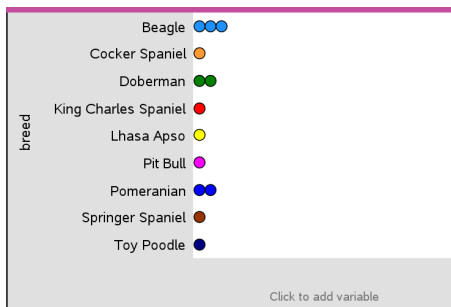 Beagle
Cocker Spaniel
Doberman
King Charles Spaniel
breed
Lhasa Apso
Pit Bull
Pomeranian
Springer Spaniel
Toy Poodle
Click to add variable